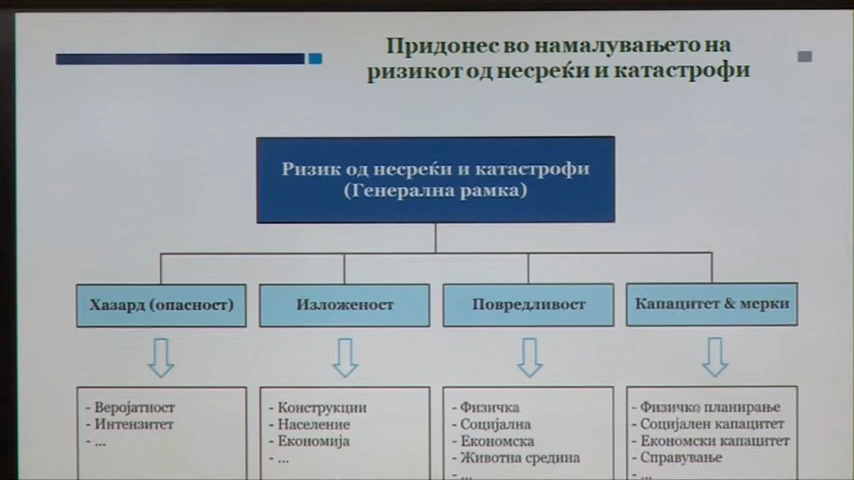 Придонес во намалувањето на
ризикот од несреќи и катастрофи
Ризик од несреќи и катастрофи
(Генерална рамка)
Хазард (опасност)
Изложеност
Повредливост
Капацитет & мерки
- Веројатност
- Интензитет
- ...
- Конструкции
- Население
- Економија
- ...
- Физичка
- Социјална
- Економска
- Животна средина
- ...
- Физичко планирање
- Социјален капацитет
- Економски капацитет
- Справување
- ...